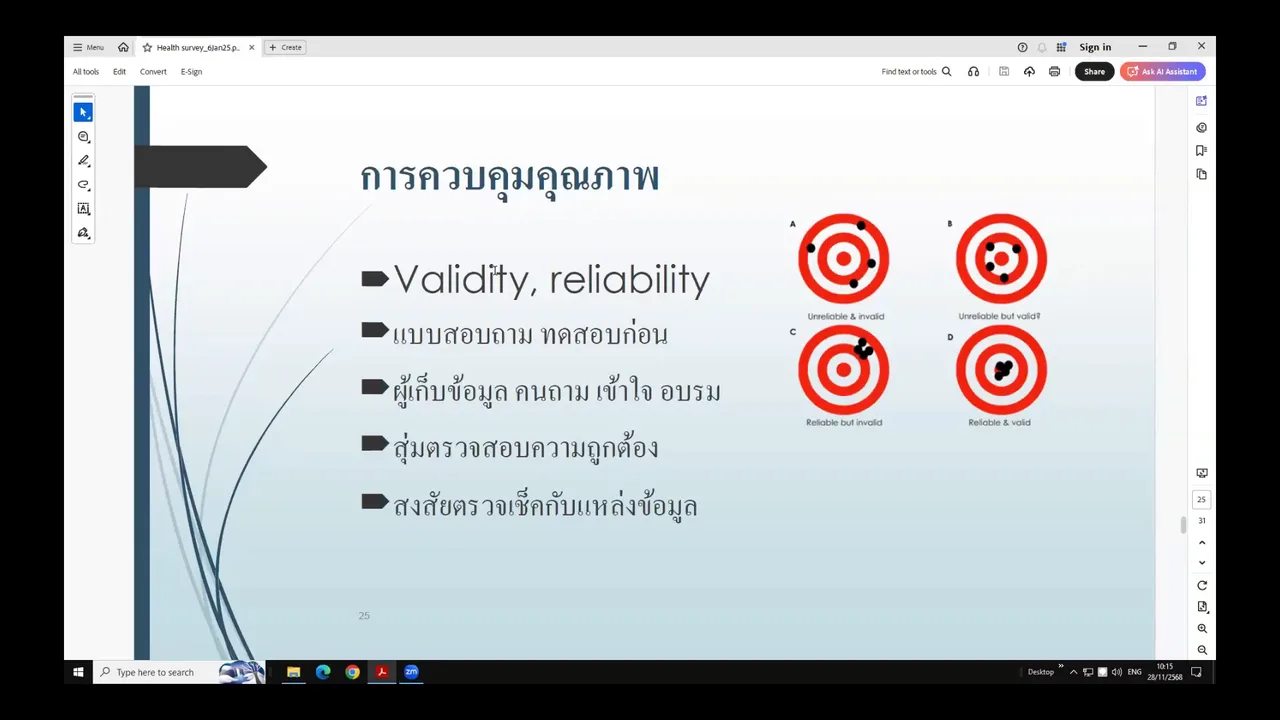 Menu
Health survey_6Jan25.p..
Create
Sign in
All tools
Edit
Convert
E-Sign
Find text or tools
Share
Ask AI Assistant
การควบคุมคุณภาพ
Validity, reliability
แบบสอบถาม ทดสอบก่อน
ผู้เก็บข้อมูล คนถาม เข้าใจ อบรม
สุ่มตรวจสอบความถูกต้อง
สงสัยตรวจเช็คกับแหล่งข้อมูล
A
B
Unreliable & invalid
Unreliable but valid?
C
D
Reliable but invalid
Reliable & valid
25
25
31
Type here to search
zm
Desktop
ENG
10:15
28/11/2568